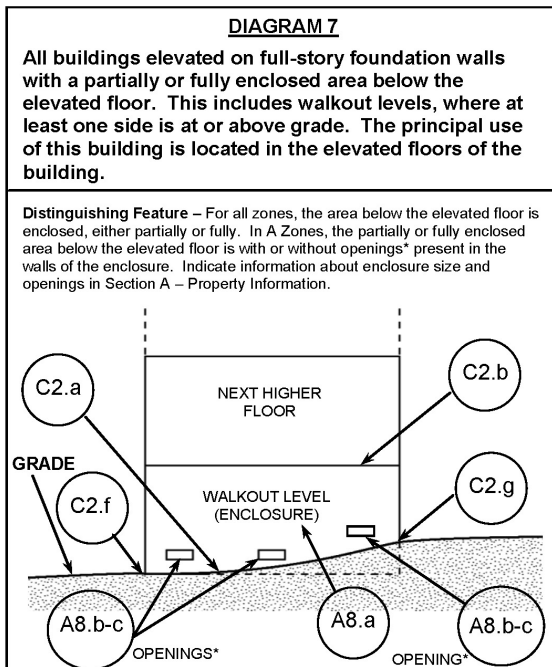 DIAGRAM 7
All buildings elevated on full-story foundation walls
with a partially or fully enclosed area below the
elevated floor. This includes walkout levels, where at
least one side is at or above grade. The principal use
of this building is located in the elevated floors of the
building.
Distinguishing Feature – For all zones, the area below the elevated floor is
enclosed, either partially or fully. In A Zones, the partially or fully enclosed
area below the elevated floor is with or without openings* present in the
walls of the enclosure. Indicate information about enclosure size and
openings in Section A – Property Information.
C2.a
NEXT HIGHER
FLOOR
C2.b
GRADE
C2.f
WALKOUT LEVEL
(ENCLOSURE)
C2.g
A8.b-c
OPENINGS*
A8.a
A8.b-c
OPENING*